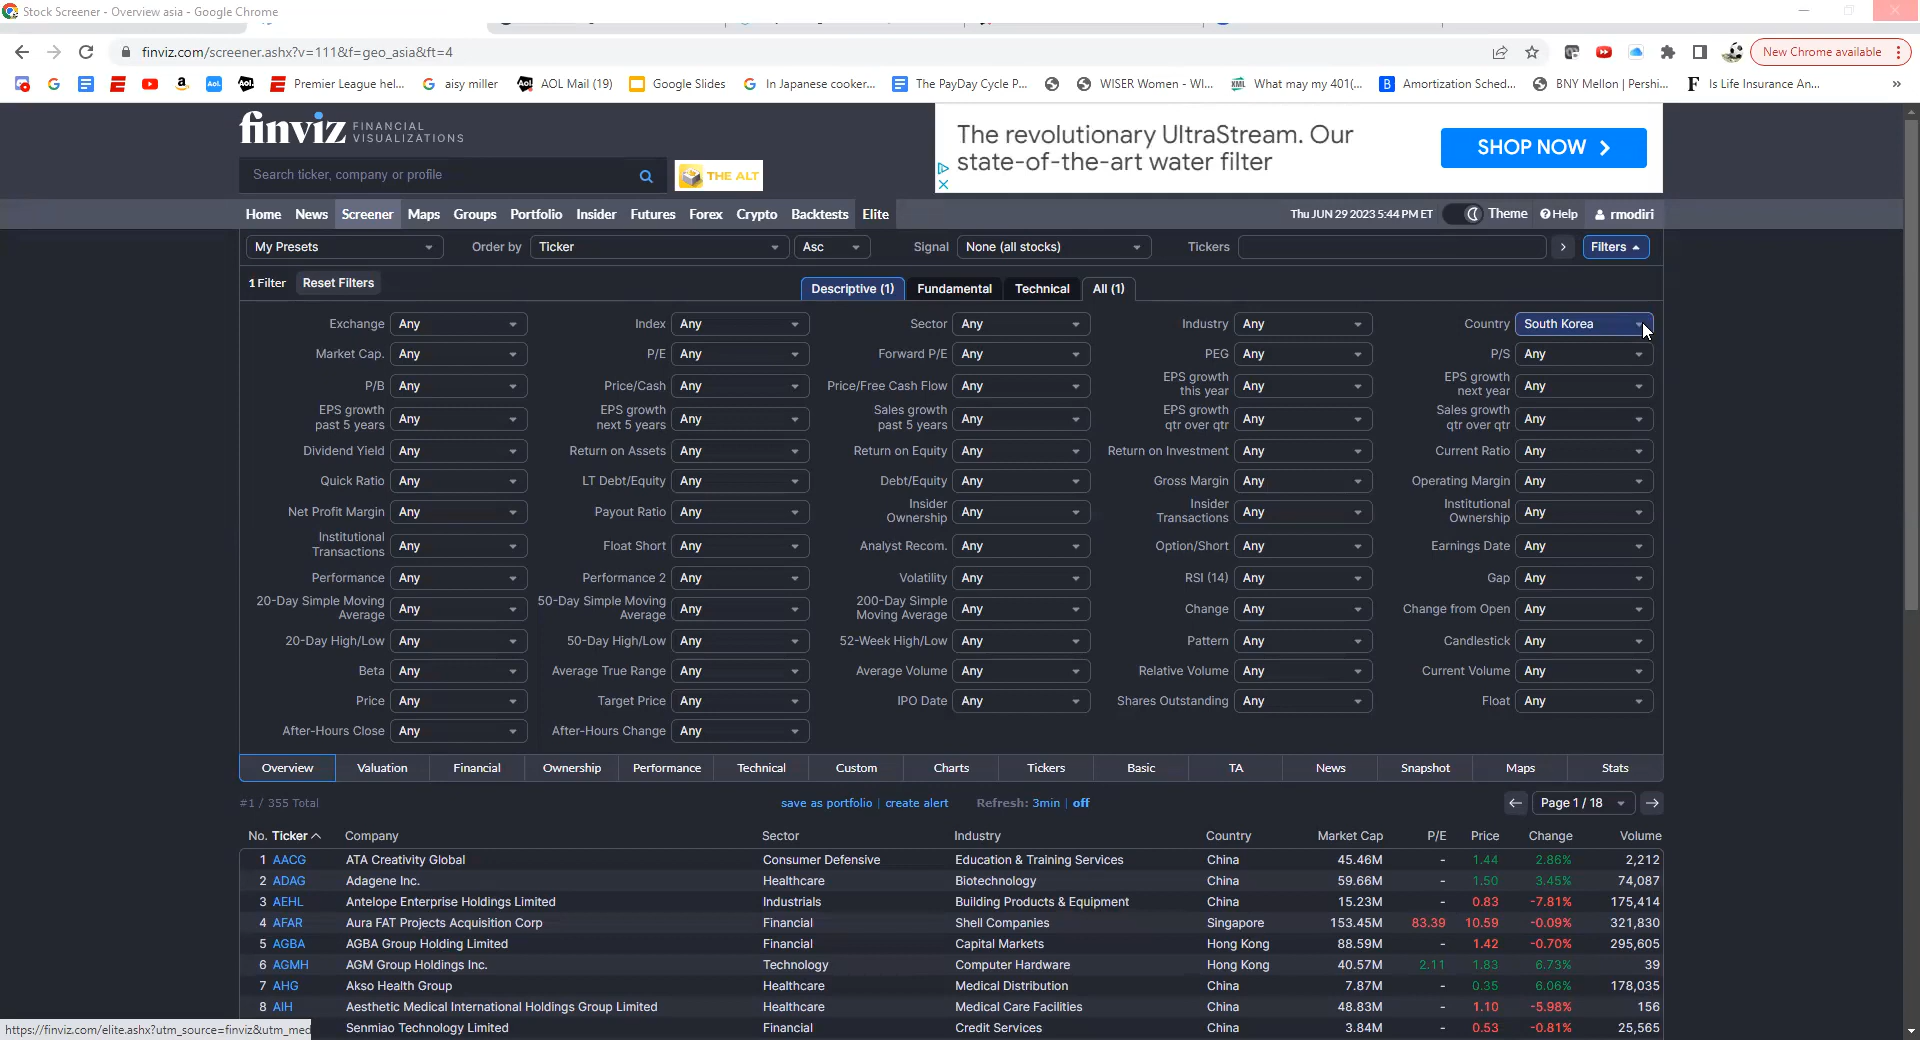 Stock Screener - Overview asia - Google Chrome
finviz.com/screener.ashx?v=111&f=geo_asia&ft=4
New Chrome available
Premier League hel...
aisy miller
AOL Mail (19)
Google Slides
In Japanese cooker...
The PayDay Cycle P...
WISER Women - WI...
What may my 401(...
Amortization Sched...
BNY Mellon | Pershi...
Is Life Insurance An...
finviz FINANCIAL VISUALIZATIONS
The revolutionary UltraStream. Our
state-of-the-art water filter
SHOP NOW
Search ticker, company or profile
THE ALT
Home News Screener Maps Groups Portfolio Insider Futures Forex Crypto Backtests Elite
Thu JUN 29 2023 5:44 PM ET Theme Help rmodiri
My Presets Order by Ticker Asc Signal None (all stocks) Tickers > Filters
1 Filter Reset Filters Descriptive (1) Fundamental Technical All (1)
Exchange Any Index Any Sector Any Industry Any Country South Korea
Market Cap. Any P/E Any Forward P/E Any PEG Any P/S Any
P/B Any Price/Cash Any Price/Free Cash Flow Any EPS growth this year Any EPS growth next year Any
EPS growth past 5 years Any EPS growth next 5 years Any Sales growth past 5 years Any EPS growth qtr over qtr Any Sales growth qtr over qtr Any
Dividend Yield Any Return on Assets Any Return on Equity Any Return on Investment Any Current Ratio Any
Quick Ratio Any LT Debt/Equity Any Debt/Equity Any Gross Margin Any Operating Margin Any
Net Profit Margin Any Payout Ratio Any Insider Ownership Any Insider Transactions Any Institutional Ownership Any
Institutional Transactions Any Float Short Any Analyst Recom. Any Option/Short Any Earnings Date Any
Performance Any Performance 2 Any Volatility Any RSI (14) Any Gap Any
20-Day Simple Moving Average Any 50-Day Simple Moving Average Any 200-Day Simple Moving Average Any Change Any Change from Open Any
20-Day High/Low Any 50-Day High/Low Any 52-Week High/Low Any Pattern Any Candlestick Any
Beta Any Average True Range Any Average Volume Any Relative Volume Any Current Volume Any
Price Any Target Price Any IPO Date Any Shares Outstanding Any Float Any
After-Hours Close Any After-Hours Change Any
Overview Valuation Financial Ownership Performance Technical Custom Charts Tickers Basic TA News Snapshot Maps Stats
#1 / 355 Total save as portfolio | create alert Refresh: 3min | off Page 1 / 18
No. Ticker Company Sector Industry Country Market Cap P/E Price Change Volume
1 AACG ATA Creativity Global Consumer Defensive Education & Training Services China 45.46M - 1.44 2.86% 2,212
2 ADAG Adagene Inc. Healthcare Biotechnology China 59.66M - 1.50 3.45% 74,087
3 AEHL Antelope Enterprise Holdings Limited Industrials Building Products & Equipment China 15.23M - 0.83 -7.81% 175,414
4 AFAR Aura FAT Projects Acquisition Corp Financial Shell Companies Singapore 153.45M 83.39 10.59 -0.09% 321,830
5 AGBA AGBA Group Holding Limited Financial Capital Markets Hong Kong 88.59M - 1.42 -0.70% 295,605
6 AGMH AGM Group Holdings Inc. Technology Computer Hardware Hong Kong 40.57M 2.11 1.83 6.73% 39
7 AHG Akso Health Group Healthcare Medical Distribution China 7.87M - 0.35 6.06% 178,035
8 AIH Aesthetic Medical International Holdings Group Limited Healthcare Medical Care Facilities China 48.83M - 1.10 -5.98% 156
Senmiao Technology Limited Financial Credit Services China 3.84M - 0.53 -0.81% 25,565
https://finviz.com/elite.ashx?utm_source=finviz&utm_med